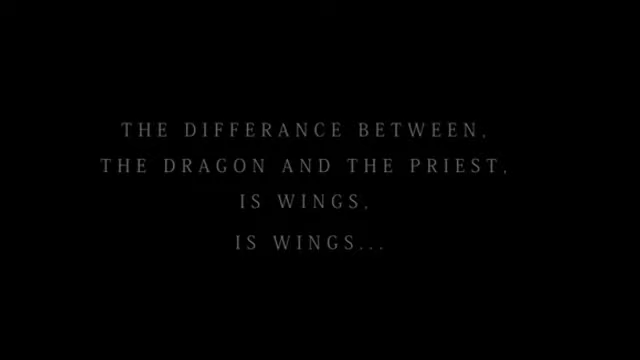 THE DIFFERANCE BETWEEN,
THE DRAGON AND THE PRIEST,
IS WINGS,
IS WINGS...